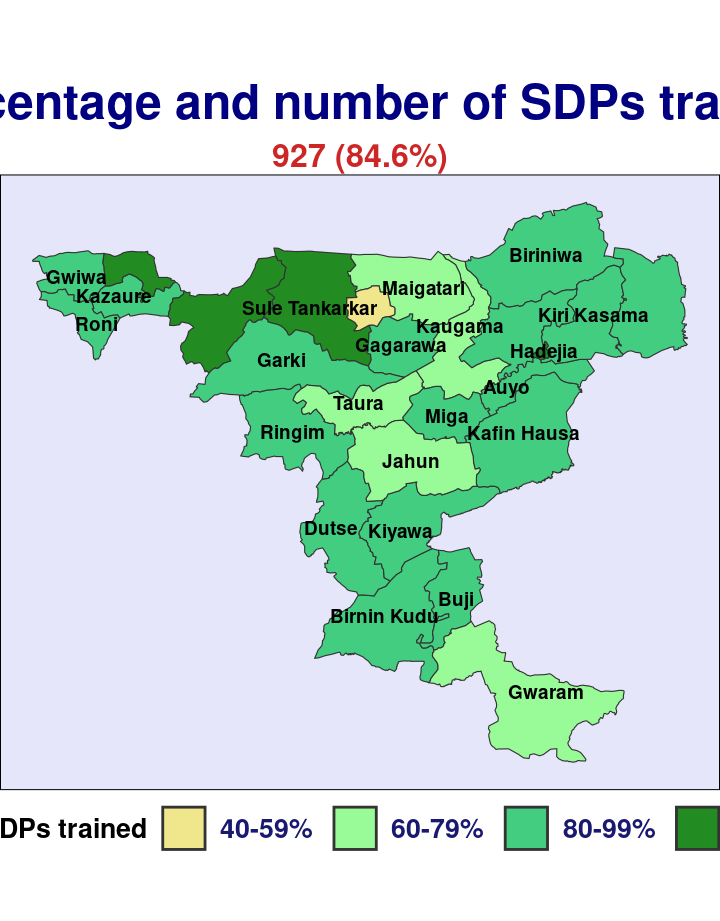 centage and number of SDPs tra
927 (84.6%)
Biriniwa
Gwiwa
Maigatari
Kazaure
Sule Tankarkar
Kiri Kasama
Roni
Kaugama
Gagarawa
Hadejia
Garki
Auyo
Taura
Miga
Ringim
Kafin Hausa
Jahun
Dutse
Kiyawa
Buji
Birnin Kudu
Gwaram
DPs trained 40-59% 60-79% 80-99%